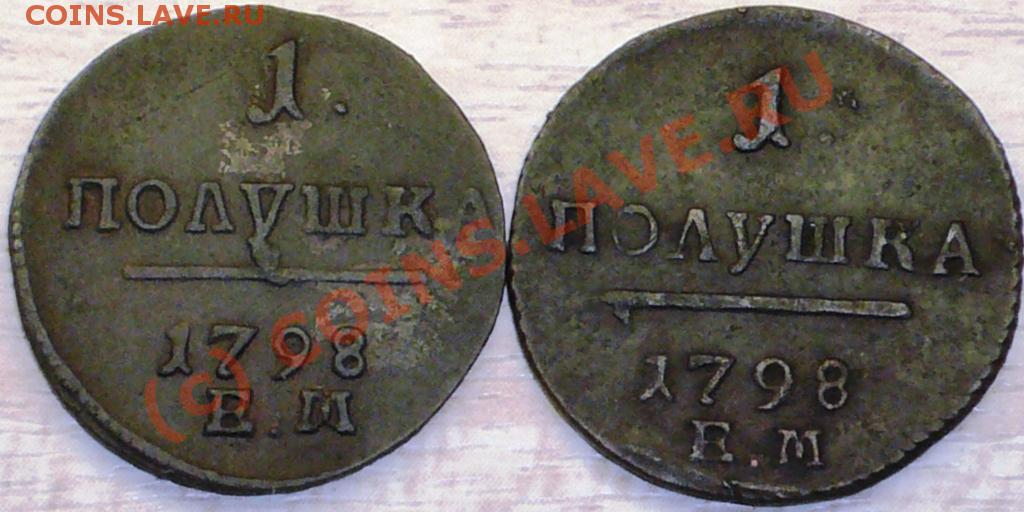 COINS.LAVE.RU
1.
ПОЛУШКА
1798
Е.М
1.
ПОЛУШКА
1798
Е.М
(c) COINS.LAVE.RU